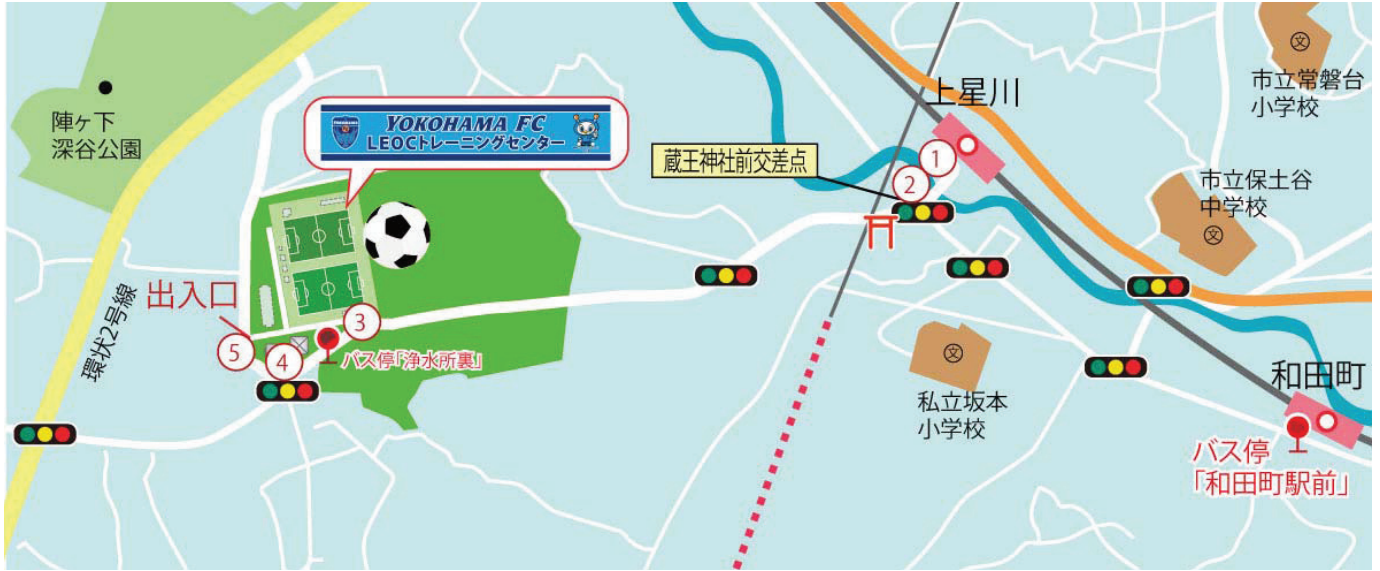 陣ヶ下
深谷公園
環状2号線
YOKOHAMA FC
LEOCトレーニングセンター
出入口
⑤
④
③
バス停「浄水所裏」
蔵王神社前交差点
上星川
①
②
市立常磐台
小学校
文
市立保土谷
中学校
文
文
私立坂本
小学校
和田町
バス停
「和田町駅前」